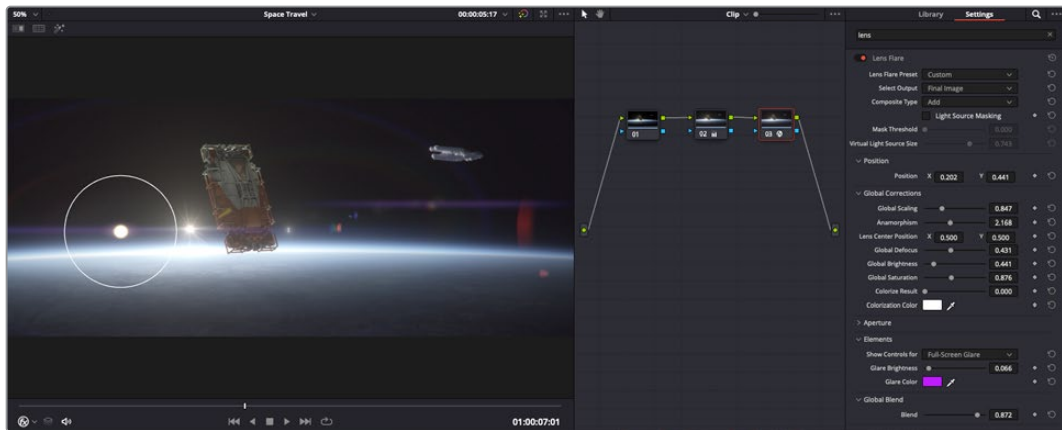 50% Space Travel 00:00:05:17 Clip Library Settings
lens
Lens Flare
Lens Flare Preset Custom
Select Output Final Image
Composite Type Add
Light Source Masking
Mask Threshold 0.000
Virtual Light Source Size 0.743
Position
Position X 0.202 Y 0.441
Global Corrections
Global Scaling 0.847
Anamorphism 2.168
Lens Center Position X 0.500 Y 0.500
Global Defocus 0.431
Global Brightness 0.441
Global Saturation 0.876
Colorize Result 0.000
Colorization Color
Aperture
Elements
Show Controls for Full-Screen Glare
Glare Brightness 0.066
Glare Color
Global Blend
Blend 0.872
01 02 03
01:00:07:01